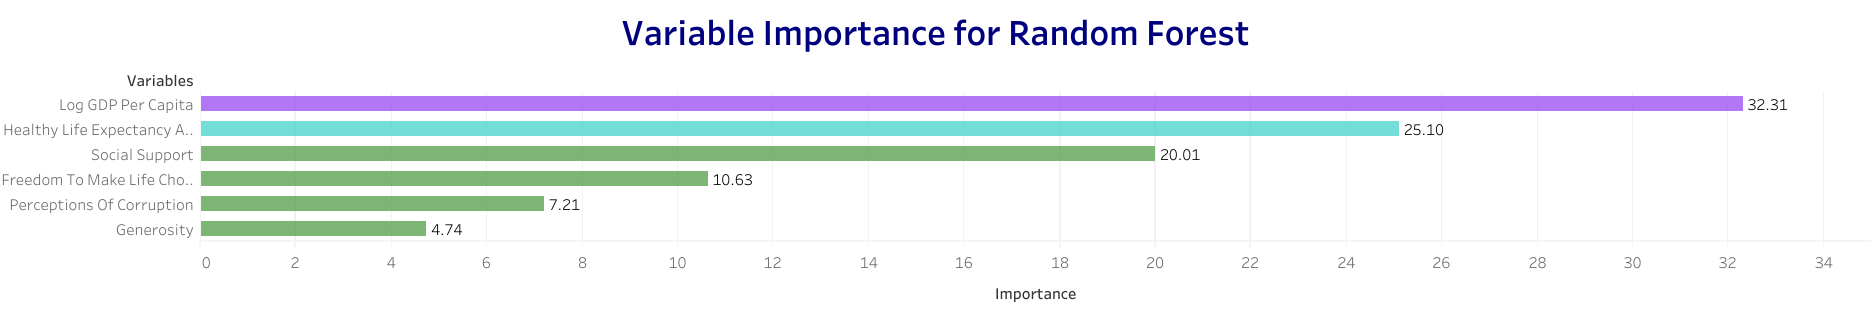 Variable Importance for Random Forest
Variables
Log GDP Per Capita 32.31
Healthy Life Expectancy A.. 25.10
Social Support 20.01
Freedom To Make Life Cho.. 10.63
Perceptions Of Corruption 7.21
Generosity 4.74
0 2 4 6 8 10 12 14 16 18 20 22 24 26 28 30 32 34
Importance